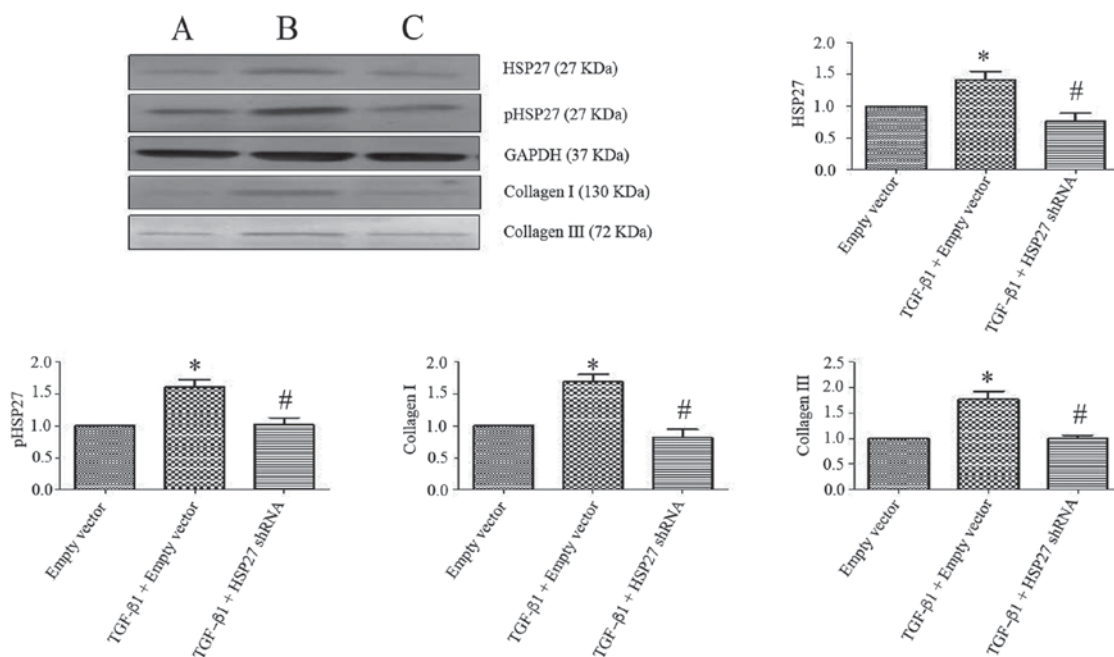 A B C
HSP27 (27 KDa)
pHSP27 (27 KDa)
GAPDH (37 KDa)
Collagen I (130 KDa)
Collagen III (72 KDa)
HSP27
2.0
1.5
1.0
0.5
0.0
*
#
Empty vector
TGF-β1 + Empty vector
TGF-β1 + HSP27 shRNA
pHSP27
2.0
1.5
1.0
0.5
0.0
*
#
Empty vector
TGF-β1 + Empty vector
TGF-β1 + HSP27 shRNA
Collagen I
2.0
1.5
1.0
0.5
0.0
*
#
Empty vector
TGF-β1 + Empty vector
TGF-β1 + HSP27 shRNA
Collagen III
2.5
2.0
1.5
1.0
0.5
0.0
*
#
Empty vector
TGF-β1 + Empty vector
TGF-β1 + HSP27 shRNA